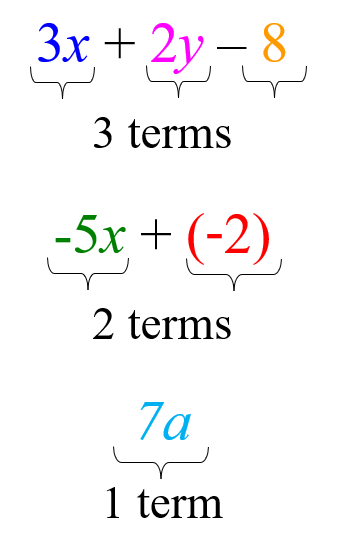 3x + 2y – 8
3 terms
-5x + (-2)
2 terms
7a
1 term